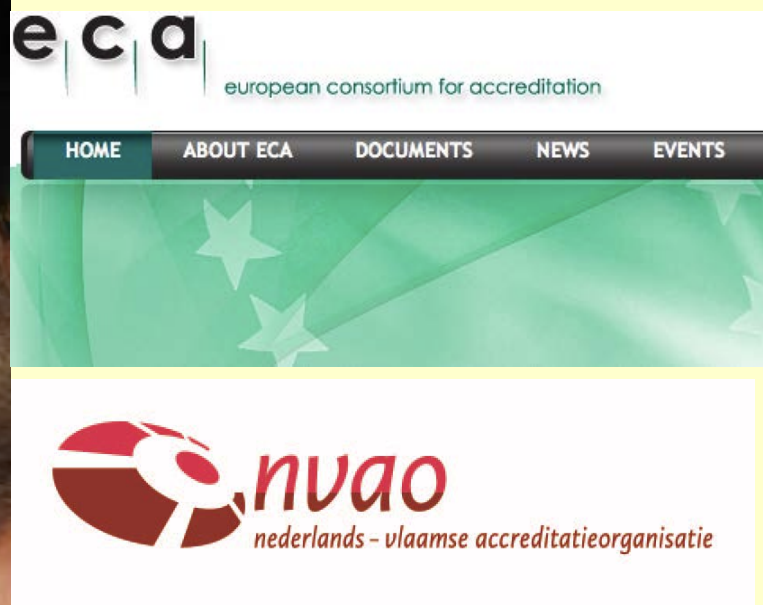 e c a
european consortium for accreditation
HOME ABOUT ECA DOCUMENTS NEWS EVENTS
nvao
nederlands - vlaamse accreditatieorganisatie